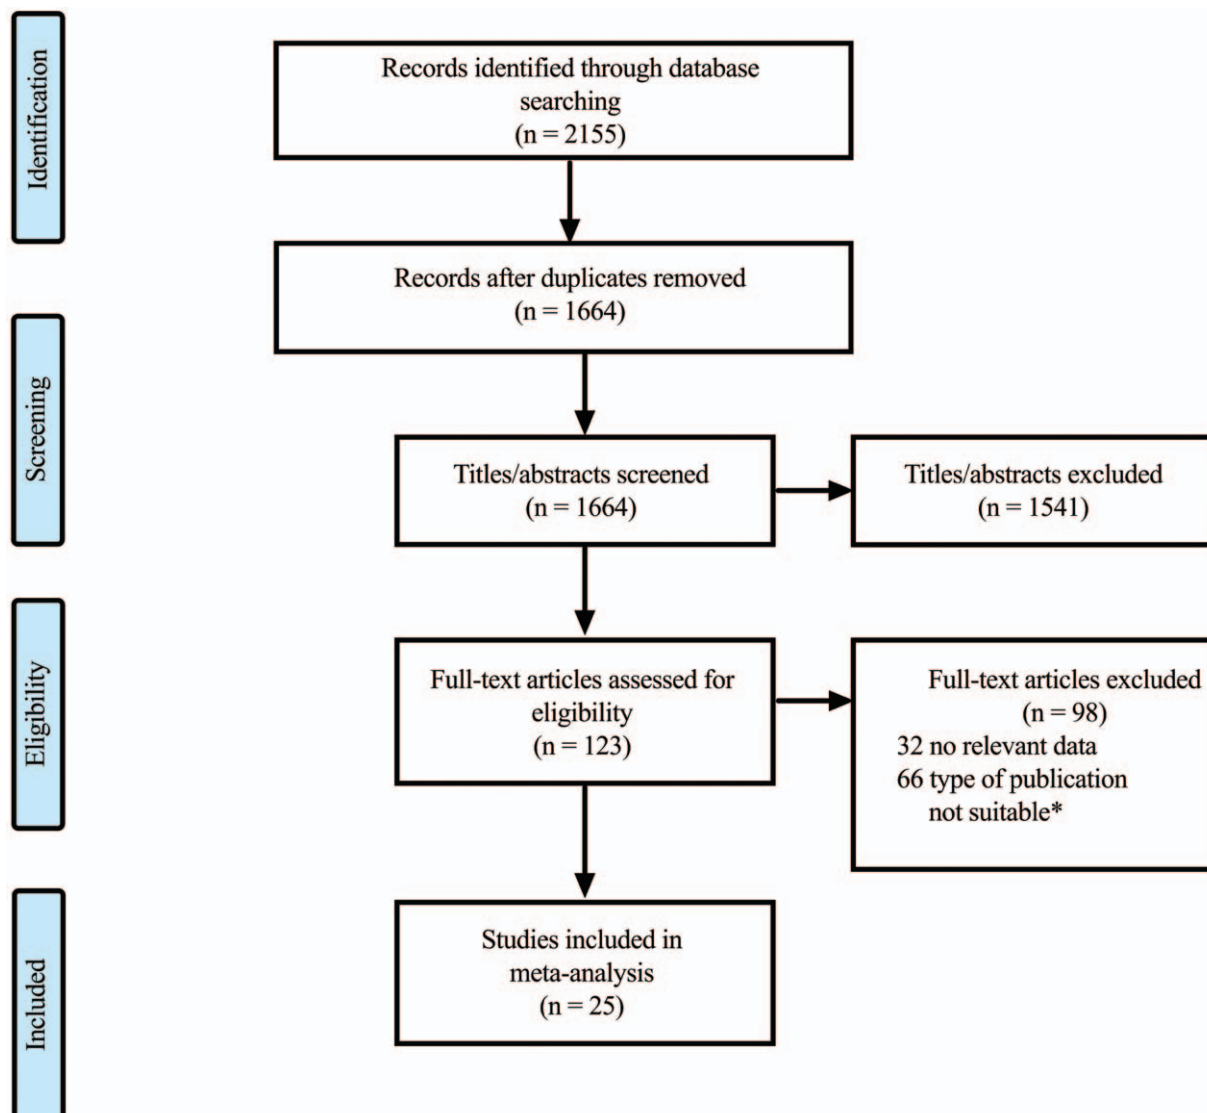 Identification
Records identified through database
searching
(n = 2155)
Records after duplicates removed
(n = 1664)
Screening
Titles/abstracts screened
(n = 1664)
Titles/abstracts excluded
(n = 1541)
Eligibility
Full-text articles assessed for
eligibility
(n = 123)
Full-text articles excluded
(n = 98)
32 no relevant data
66 type of publication
not suitable*
Included
Studies included in
meta-analysis
(n = 25)